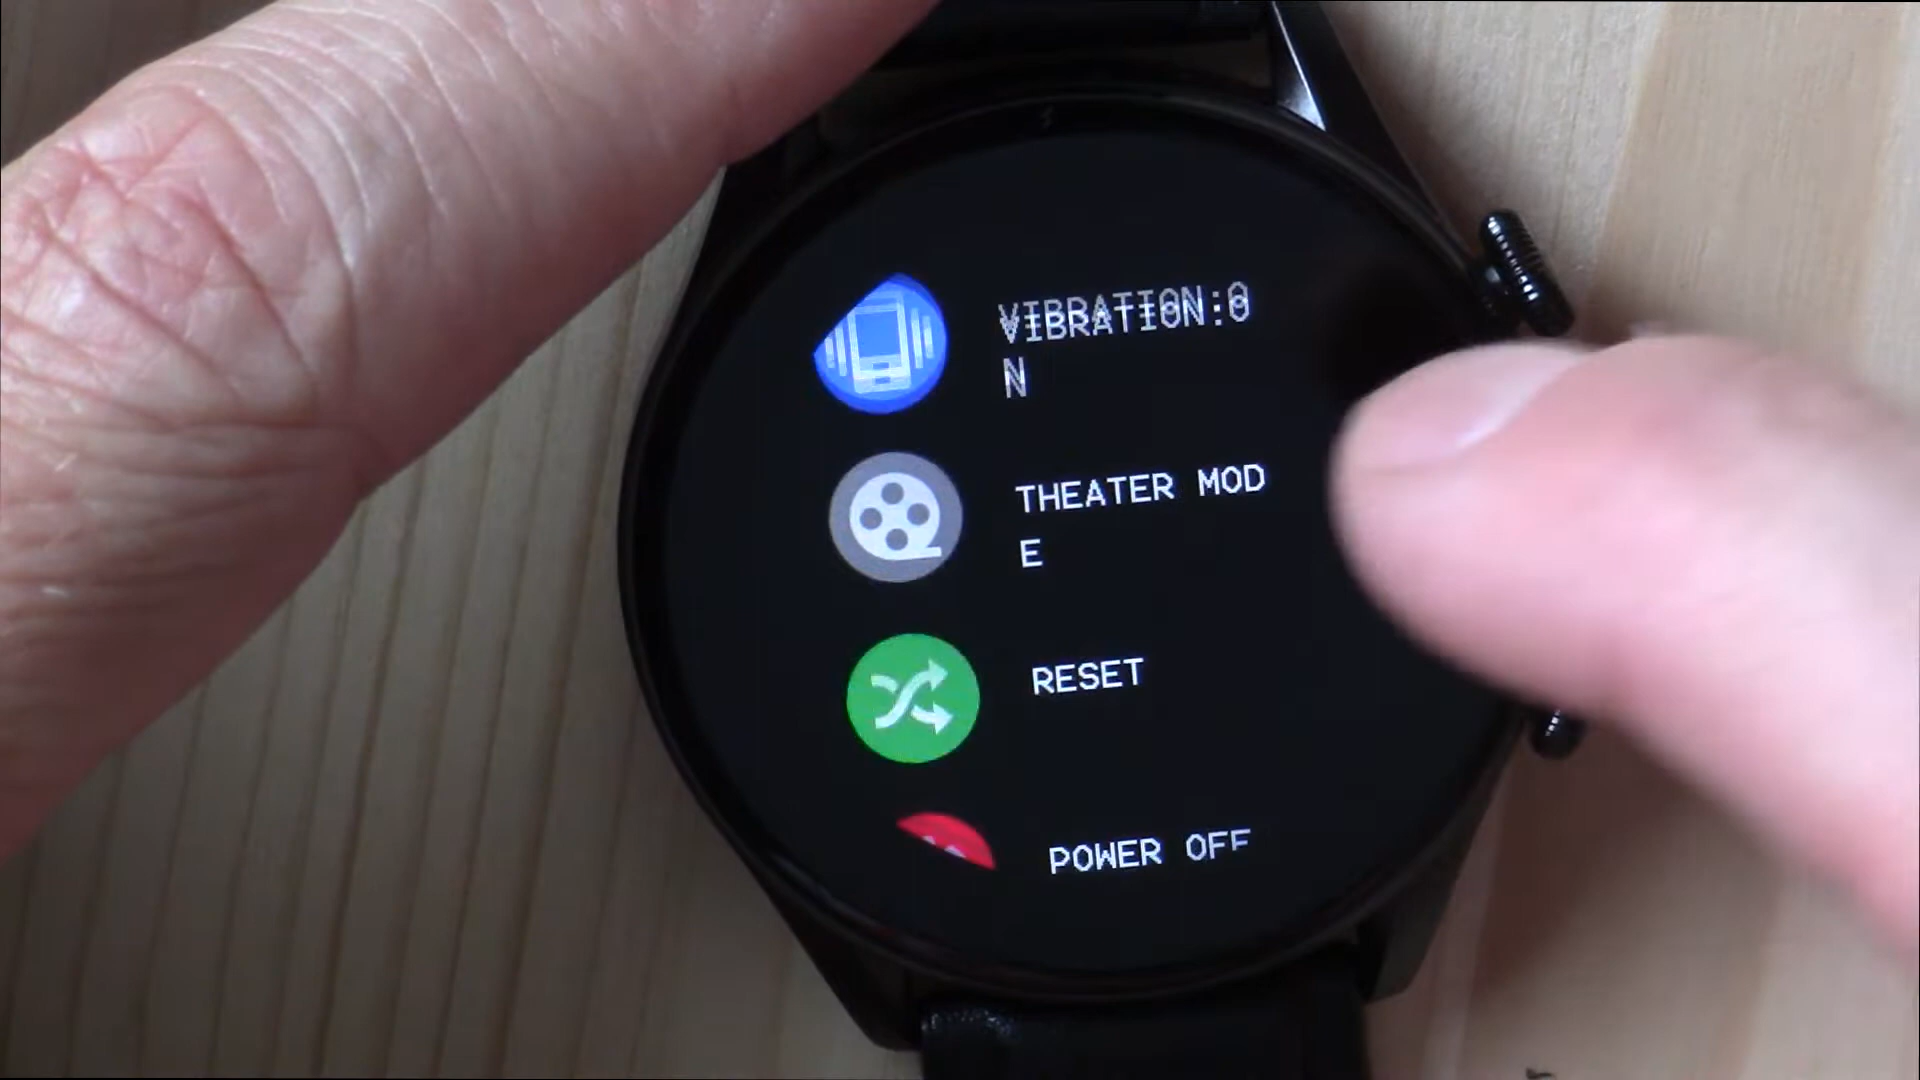 VIBRATION:O
N
THEATER MOD
E
RESET
POWER OFF